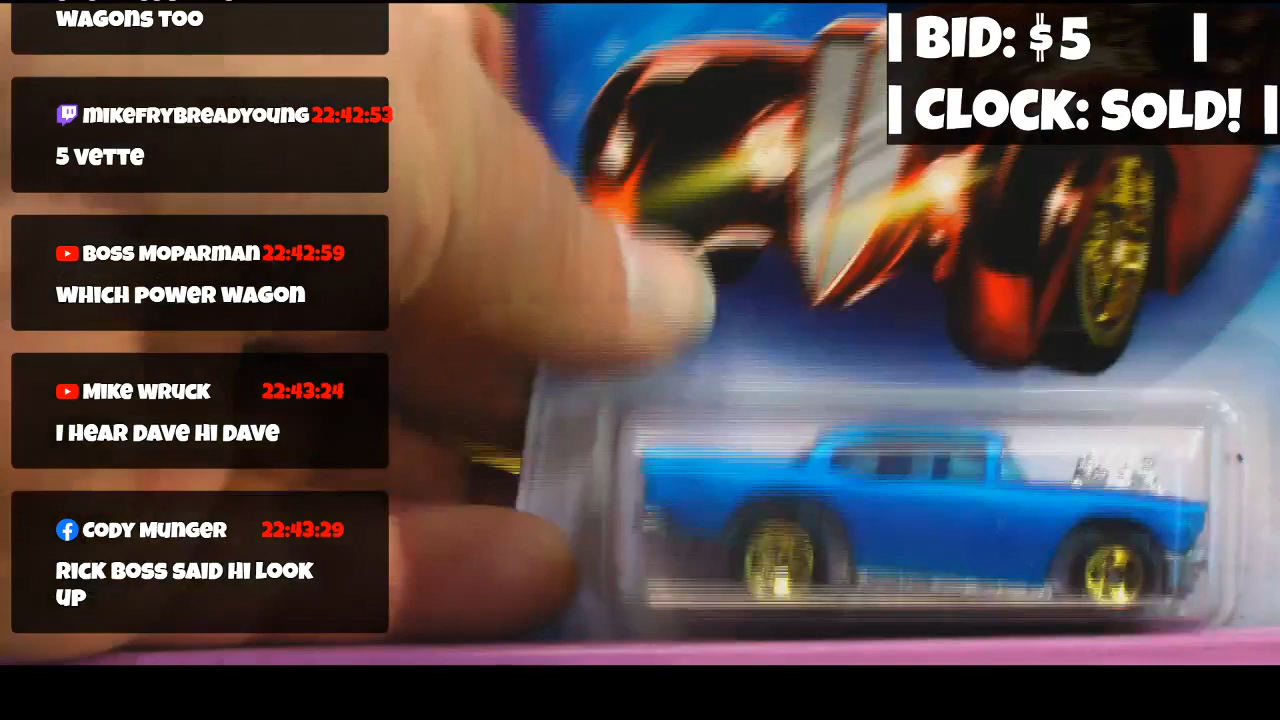 WAGONS TOO
MIKEFRYBREADYOUNG 22:42:53
5 VETTE
BOSS MOPARMAN 22:42:59
WHICH POWER WAGON
MIKE WRUCK 22:43:24
I HEAR DAVE HI DAVE
CODY MUNGER 22:43:29
RICK BOSS SAID HI LOOK
UP
| BID: $5 |
| CLOCK: SOLD! |